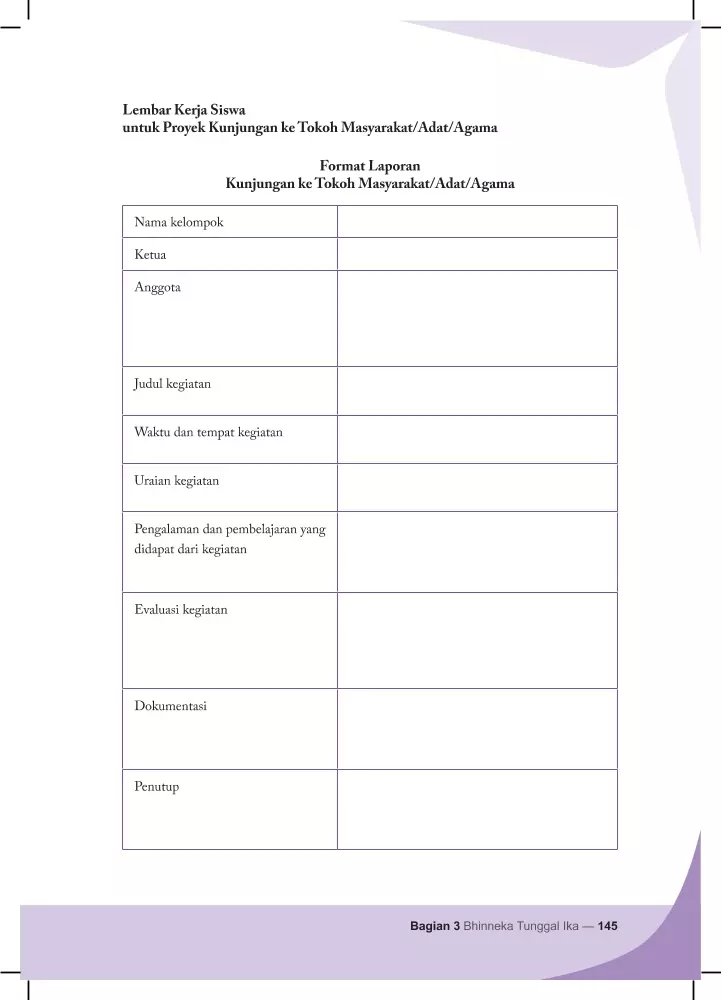 Lembar Kerja Siswa
untuk Proyek Kunjungan ke Tokoh Masyarakat/Adat/Agama
Format Laporan
Kunjungan ke Tokoh Masyarakat/Adat/Agama
Nama kelompok
Ketua
Anggota
Judul kegiatan
Waktu dan tempat kegiatan
Uraian kegiatan
Pengalaman dan pembelajaran yang
didapat dari kegiatan
Evaluasi kegiatan
Dokumentasi
Penutup
Bagian 3 Bhinneka Tunggal Ika — 145